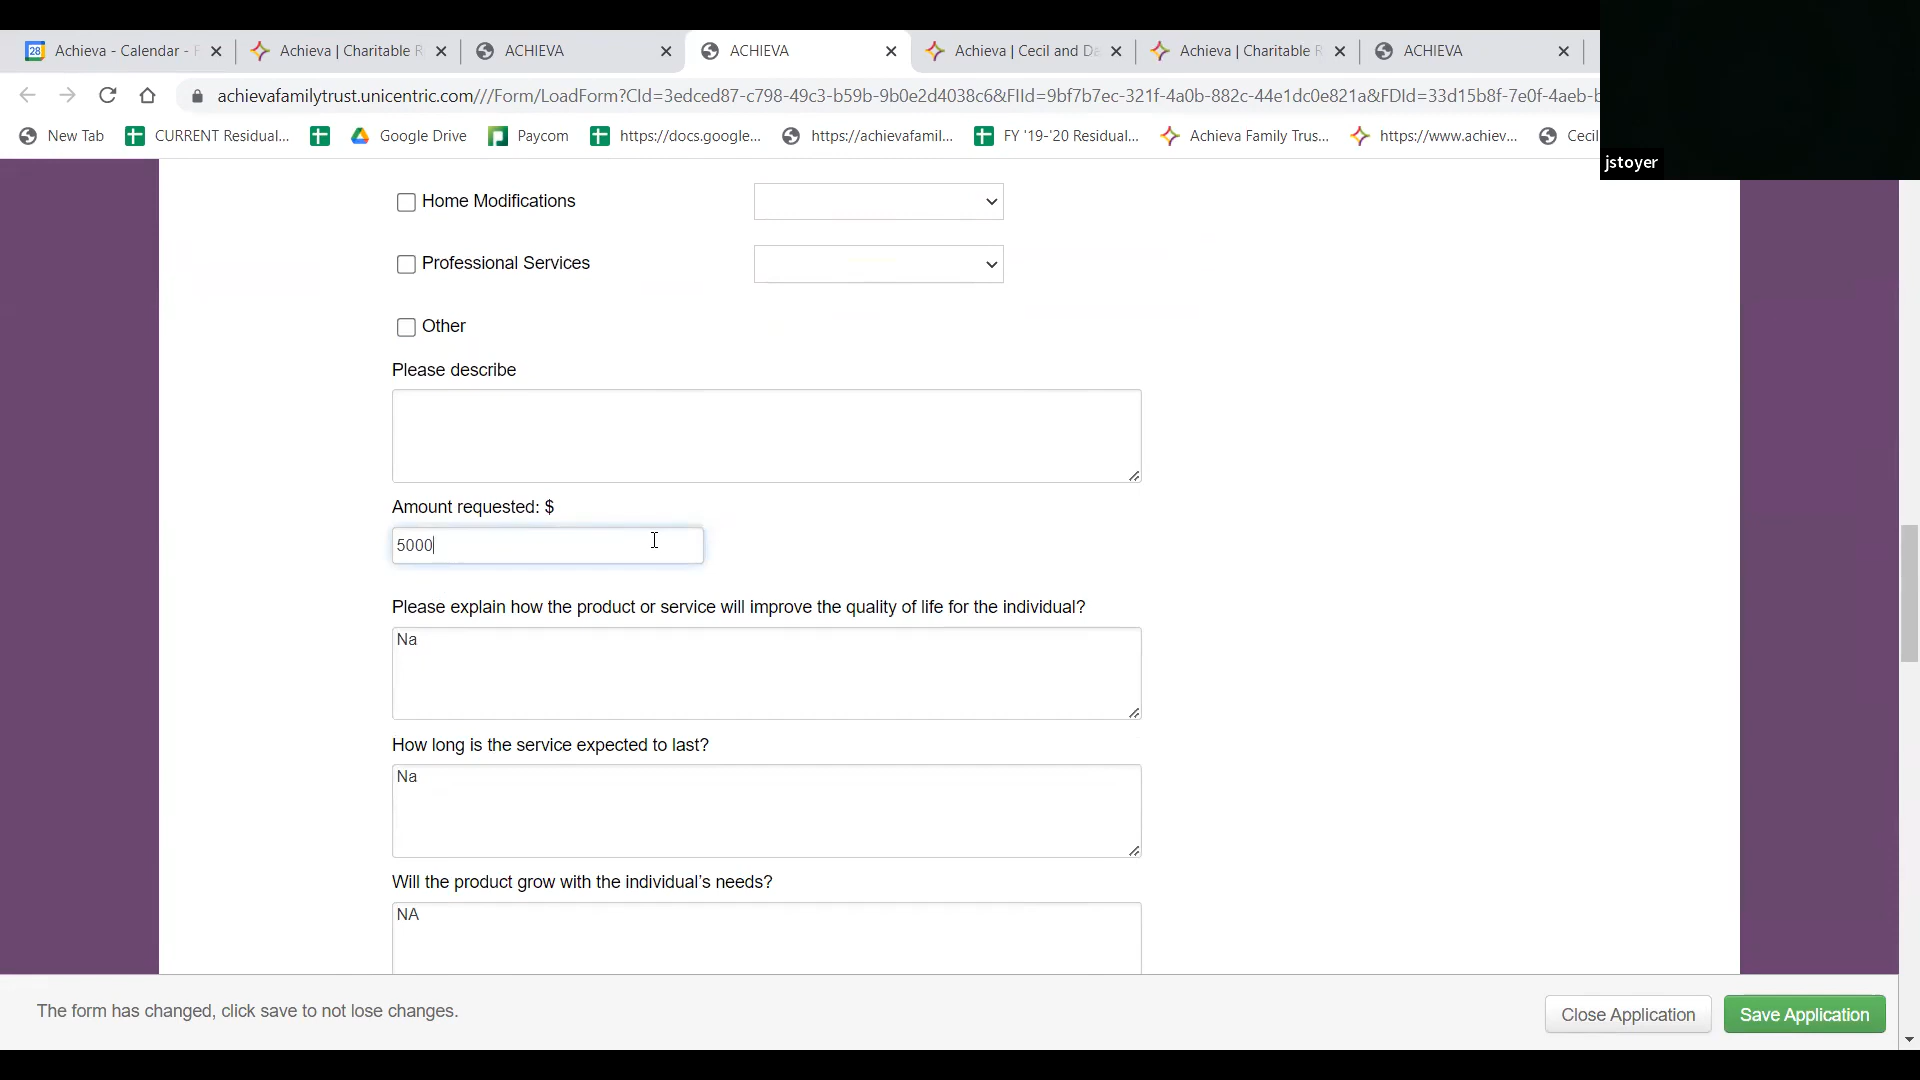 28 Achieva - Calendar - F
Achieva | Charitable R
ACHIEVA
ACHIEVA
Achieva | Cecil and Da
Achieva | Charitable R
ACHIEVA
achievafamilytrust.unicentric.com///Form/LoadForm?CId=3edced87-c798-49c3-b59b-9b0e2d4038c6&FIId=9bf7b7ec-321f-4a0b-882c-44e1dc0e821a&FDId=33d15b8f-7e0f-4aeb-b
New Tab
CURRENT Residual...
Google Drive
Paycom
https://docs.google...
https://achievafamil...
FY '19-'20 Residual...
Achieva Family Trus...
https://www.achiev...
Cecil
jstoyer
Home Modifications
Professional Services
Other
Please describe
Amount requested: $
5000
Please explain how the product or service will improve the quality of life for the individual?
Na
How long is the service expected to last?
Na
Will the product grow with the individual's needs?
NA
The form has changed, click save to not lose changes.
Close Application
Save Application